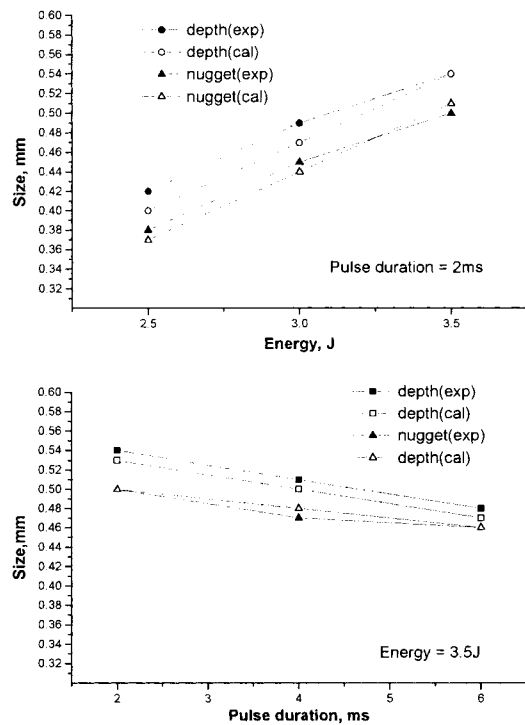 depth(exp)
depth(cal)
nugget(exp)
nugget(cal)
0.60
0.58
0.56
0.54
0.52
0.50
0.48
0.46
0.44
0.42
0.40
0.38
0.36
0.34
0.32
Size, mm
Pulse duration = 2ms
2.5
3.0
3.5
Energy, J
depth(exp)
depth(cal)
nugget(exp)
depth(cal)
0.60
0.58
0.56
0.54
0.52
0.50
0.48
0.46
0.44
0.42
0.40
0.38
0.36
0.34
0.32
Size,mm
Energy = 3.5J
2
3
4
5
6
Pulse duration, ms